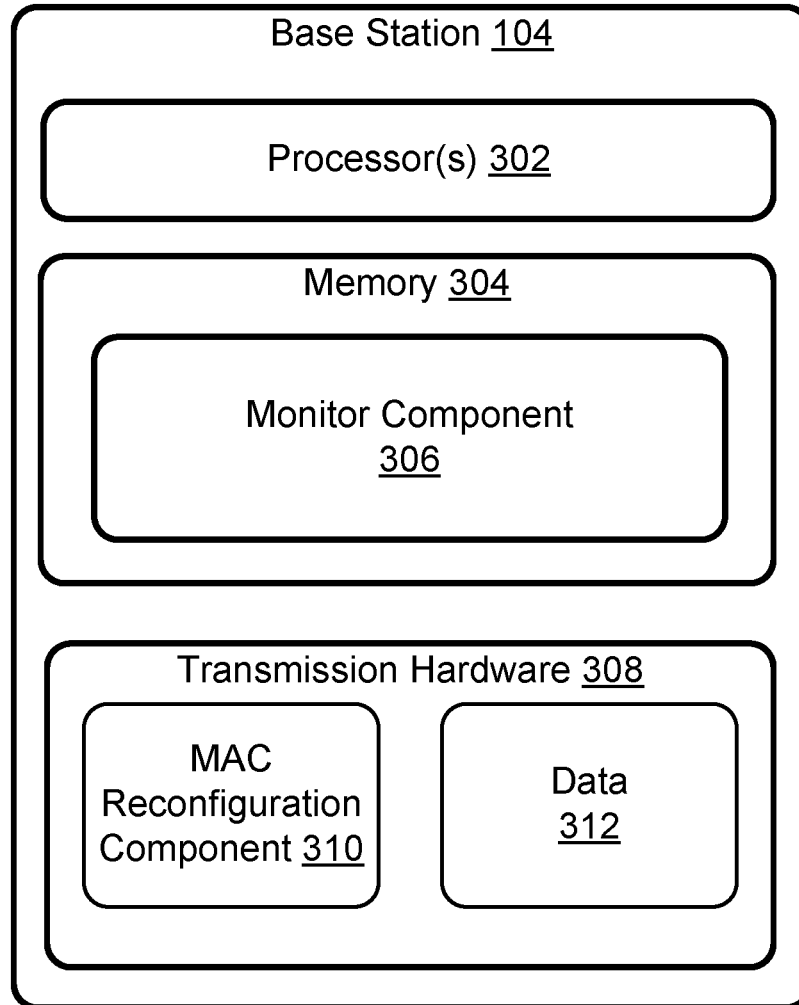 Base Station 104
Processor(s) 302
Memory 304
Monitor Component
306
Transmission Hardware 308
MAC
Reconfiguration
Component 310
Data
312